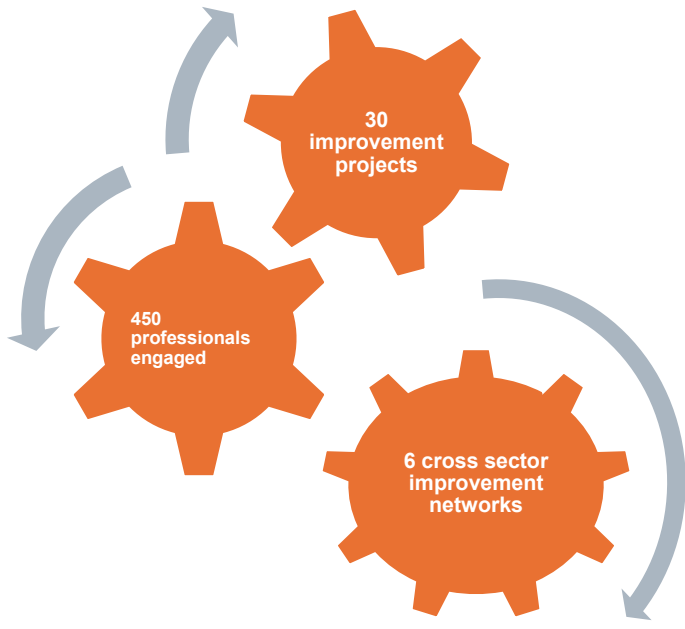 30
improvement
projects
450
professionals
engaged
6 cross sector
improvement
networks